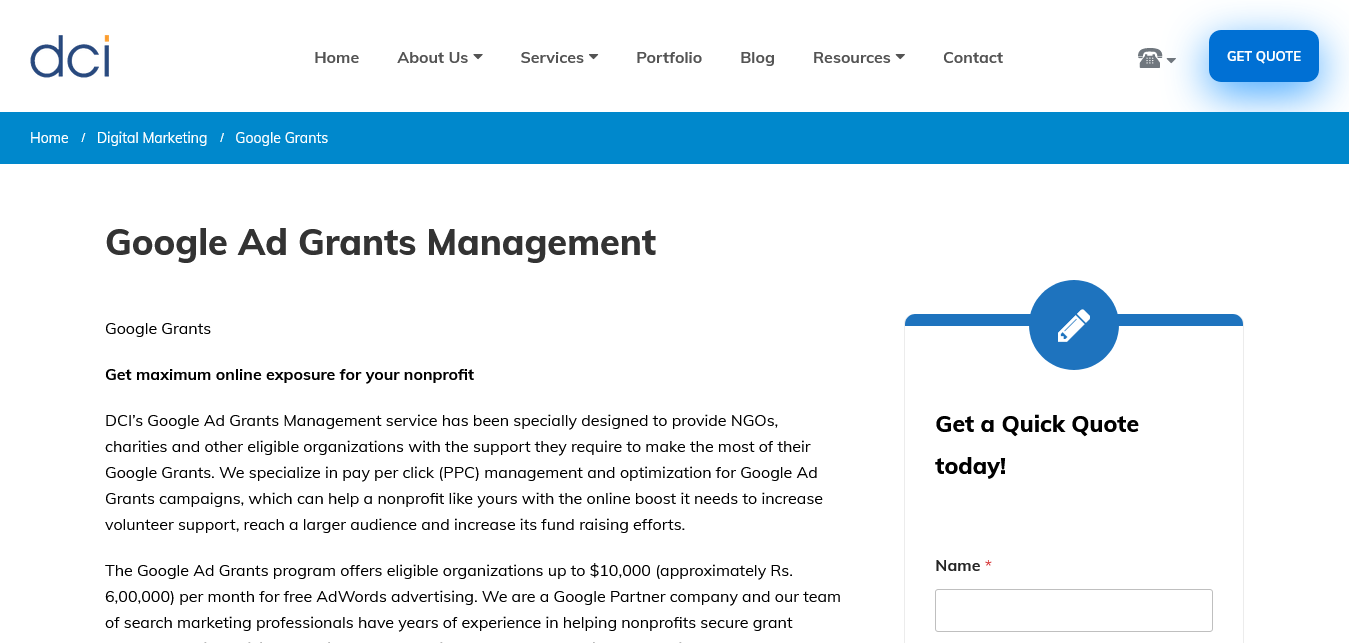 dci
Home
About Us
Services
Portfolio
Blog
Resources
Contact
GET QUOTE
Home / Digital Marketing / Google Grants
Google Ad Grants Management
Google Grants
Get maximum online exposure for your nonprofit
DCI’s Google Ad Grants Management service has been specially designed to provide NGOs,
charities and other eligible organizations with the support they require to make the most of their
Google Grants. We specialize in pay per click (PPC) management and optimization for Google Ad
Grants campaigns, which can help a nonprofit like yours with the online boost it needs to increase
volunteer support, reach a larger audience and increase its fund raising efforts.
The Google Ad Grants program offers eligible organizations up to $10,000 (approximately Rs.
6,00,000) per month for free AdWords advertising. We are a Google Partner company and our team
of search marketing professionals have years of experience in helping nonprofits secure grant
Get a Quick Quote
today!
Name *